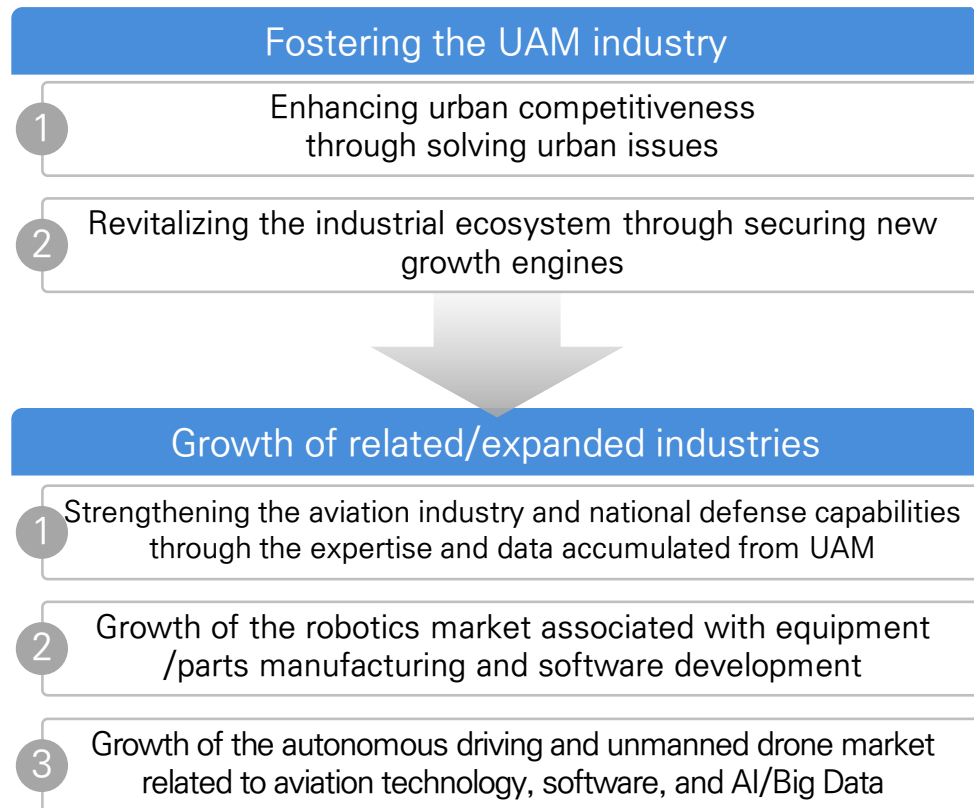 Fostering the UAM industry
1
Enhancing urban competitiveness
through solving urban issues
2
Revitalizing the industrial ecosystem through securing new
growth engines
Growth of related/expanded industries
1
Strengthening the aviation industry and national defense capabilities
through the expertise and data accumulated from UAM
2
Growth of the robotics market associated with equipment
/parts manufacturing and software development
3
Growth of the autonomous driving and unmanned drone market
related to aviation technology, software, and AI/Big Data